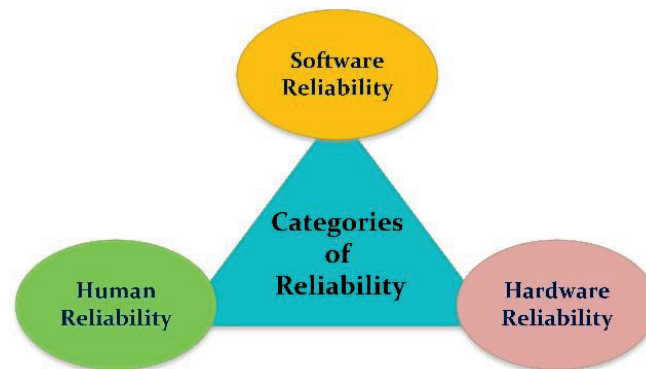 Software
Reliability
Categories
of
Reliability
Human
Reliability
Hardware
Reliability